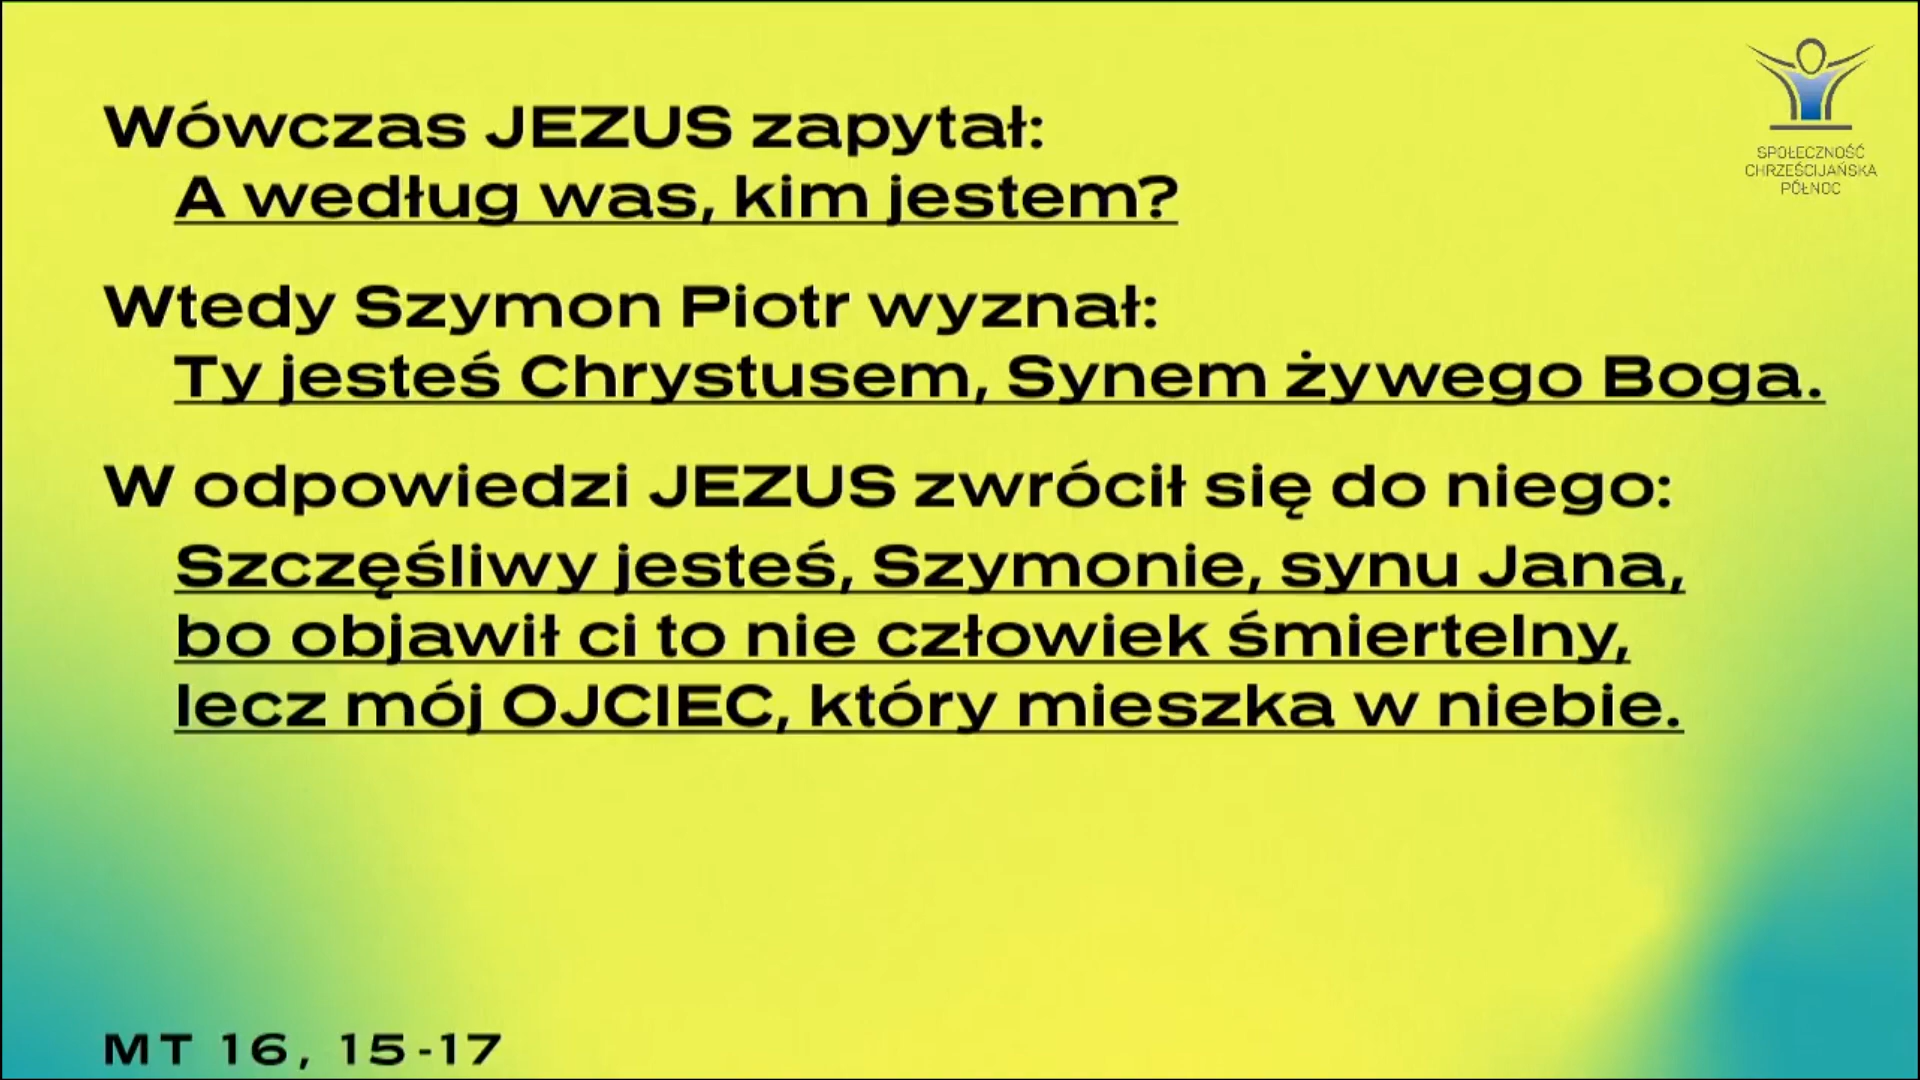 Wówczas JEZUS zapytał:
A według was, kim jestem?
Wtedy Szymon Piotr wyznał:
Ty jesteś Chrystusem, Synem żywego Boga.
W odpowiedzi JEZUS zwrócił się do niego:
Szczęśliwy jesteś, Szymonie, synu Jana,
bo objawił ci to nie człowiek śmiertelny,
lecz mój OJCIEC, który mieszka w niebie.
MT 16, 15-17
SPOŁECZNOŚĆ
CHRZEŚCIJAŃSKA
PÓŁNOC